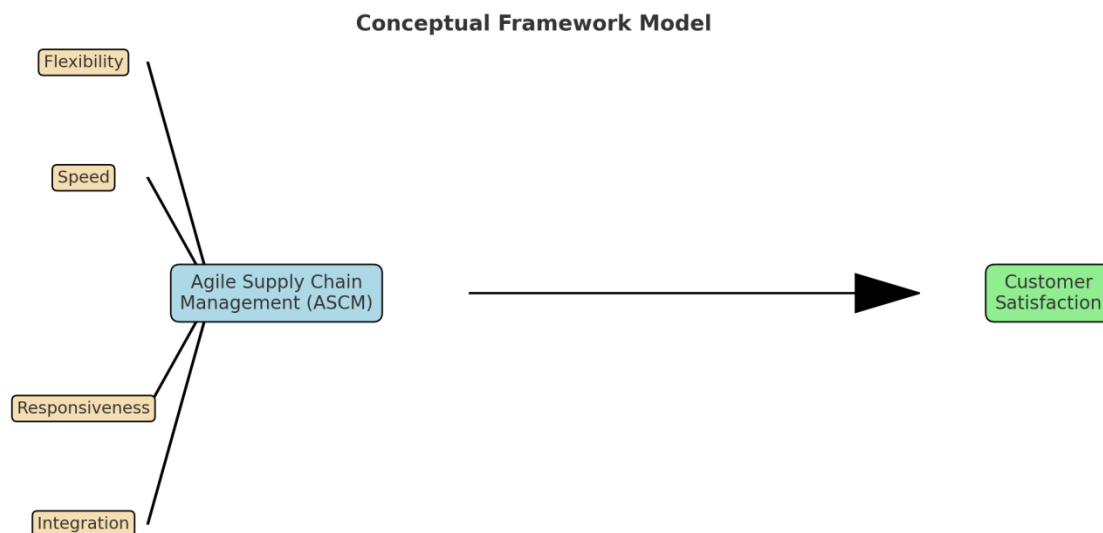 Conceptual Framework Model
Flexibility
Speed
Agile Supply Chain
Management (ASCM)
Customer
Satisfaction
Responsiveness
Integration